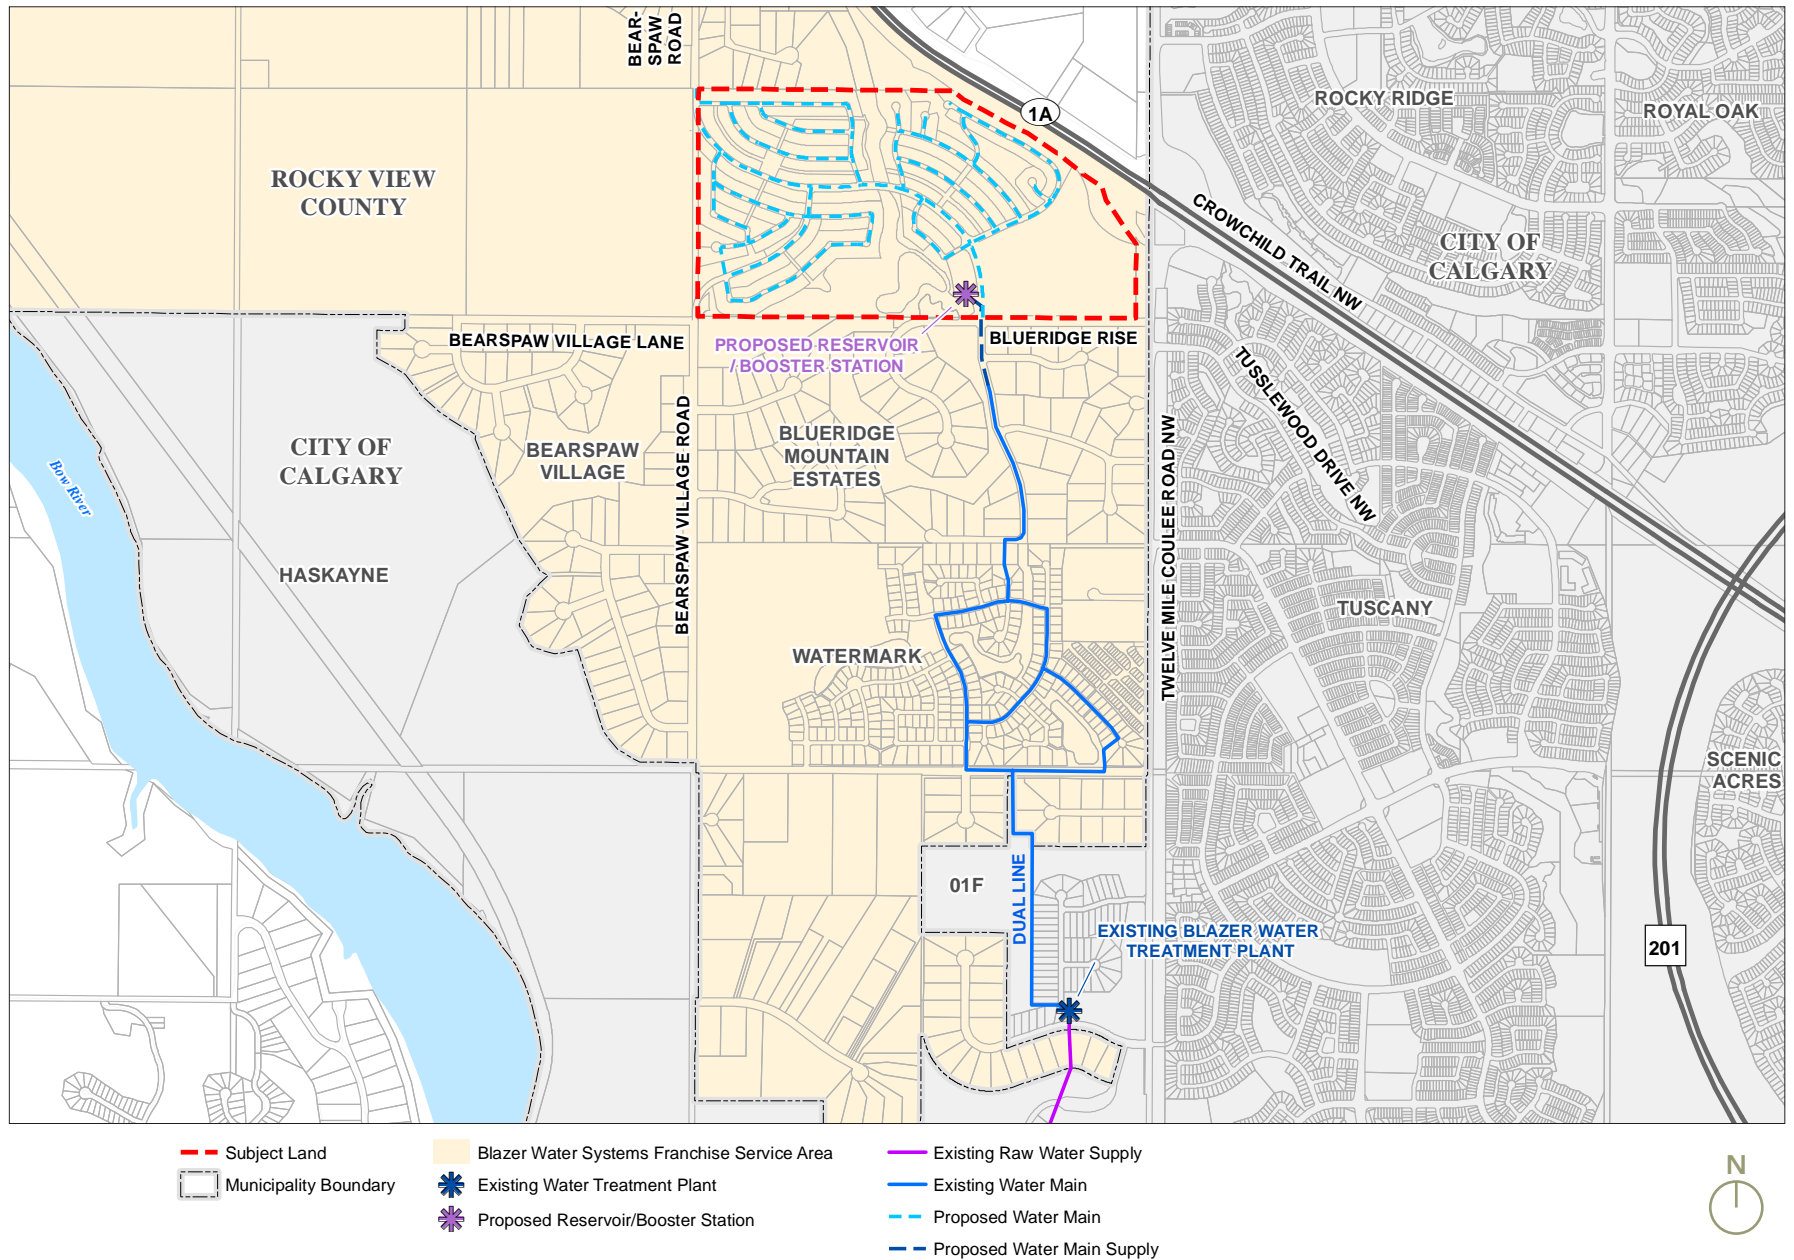 BEAR-
SPAW
ROAD
1A
ROCKY RIDGE
ROYAL OAK
ROCKY VIEW
COUNTY
CROWCHILD TRAIL NW
CITY OF
CALGARY
BEARSPAW VILLAGE LANE
PROPOSED RESERVOIR
/ BOOSTER STATION
BLUERIDGE RISE
TUSSLEWOOD DRIVE NW
BEARSPAW VILLAGE ROAD
TWELVE MILE COULEE ROAD NW
CITY OF
CALGARY
Bow River
BEARSPAW
VILLAGE
BLUERIDGE
MOUNTAIN
ESTATES
HASKAYNE
TUSCANY
WATERMARK
SCENIC
ACRES
01F
DUAL LINE
EXISTING BLAZER WATER
TREATMENT PLANT
201
Subject Land
Municipality Boundary
Blazer Water Systems Franchise Service Area
Existing Water Treatment Plant
Proposed Reservoir/Booster Station
Existing Raw Water Supply
Existing Water Main
Proposed Water Main
Proposed Water Main Supply
N